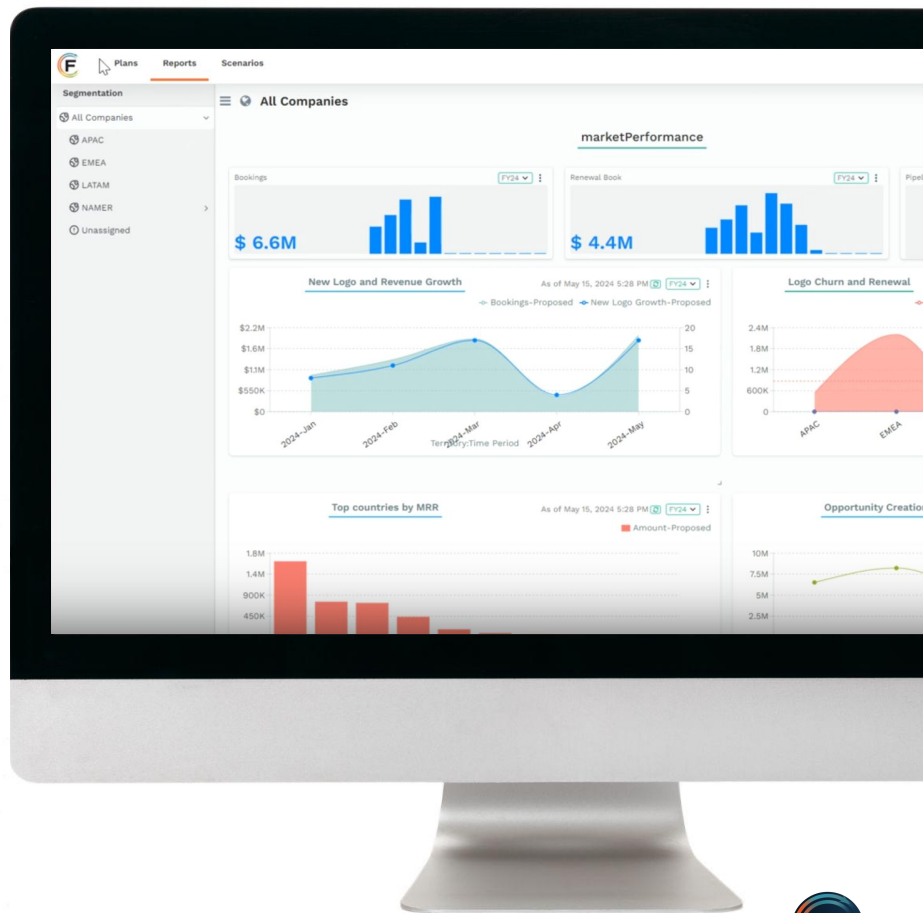 F
Plans Reports Scenarios
Segmentation
All Companies
APAC
EMEA
LATAM
NAMER
Unassigned
All Companies
marketPerformance
Bookings FY24
$ 6.6M
Renewal Book FY24
$ 4.4M
Pipel
New Logo and Revenue Growth As of May 15, 2024 5:28 PM FY24
Bookings-Proposed New Logo Growth-Proposed
$2.2M 20
$1.6M 15
$1.1M 10
$550K 5
$0 0
2024-Jan 2024-Feb 2024-Mar 2024-Apr 2024-May
Territory:Time Period
Logo Churn and Renewal
2.4M
1.8M
1.2M
600K
0
APAC EMEA
Top countries by MRR As of May 15, 2024 5:28 PM FY24
Amount-Proposed
1.8M
1.4M
900K
450K
Opportunity Creation
10M
7.5M
5M
2.5M